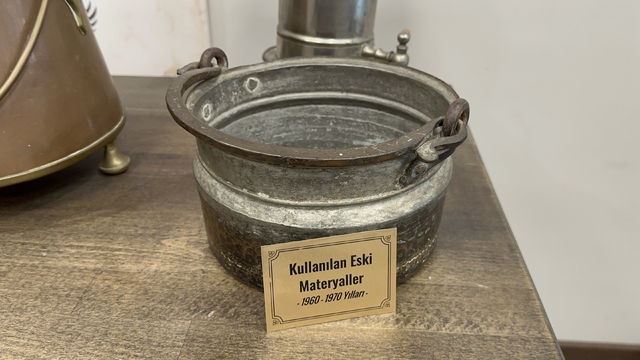 Kullanılan Eski
Materyaller
- 1960 - 1970 Yılları -